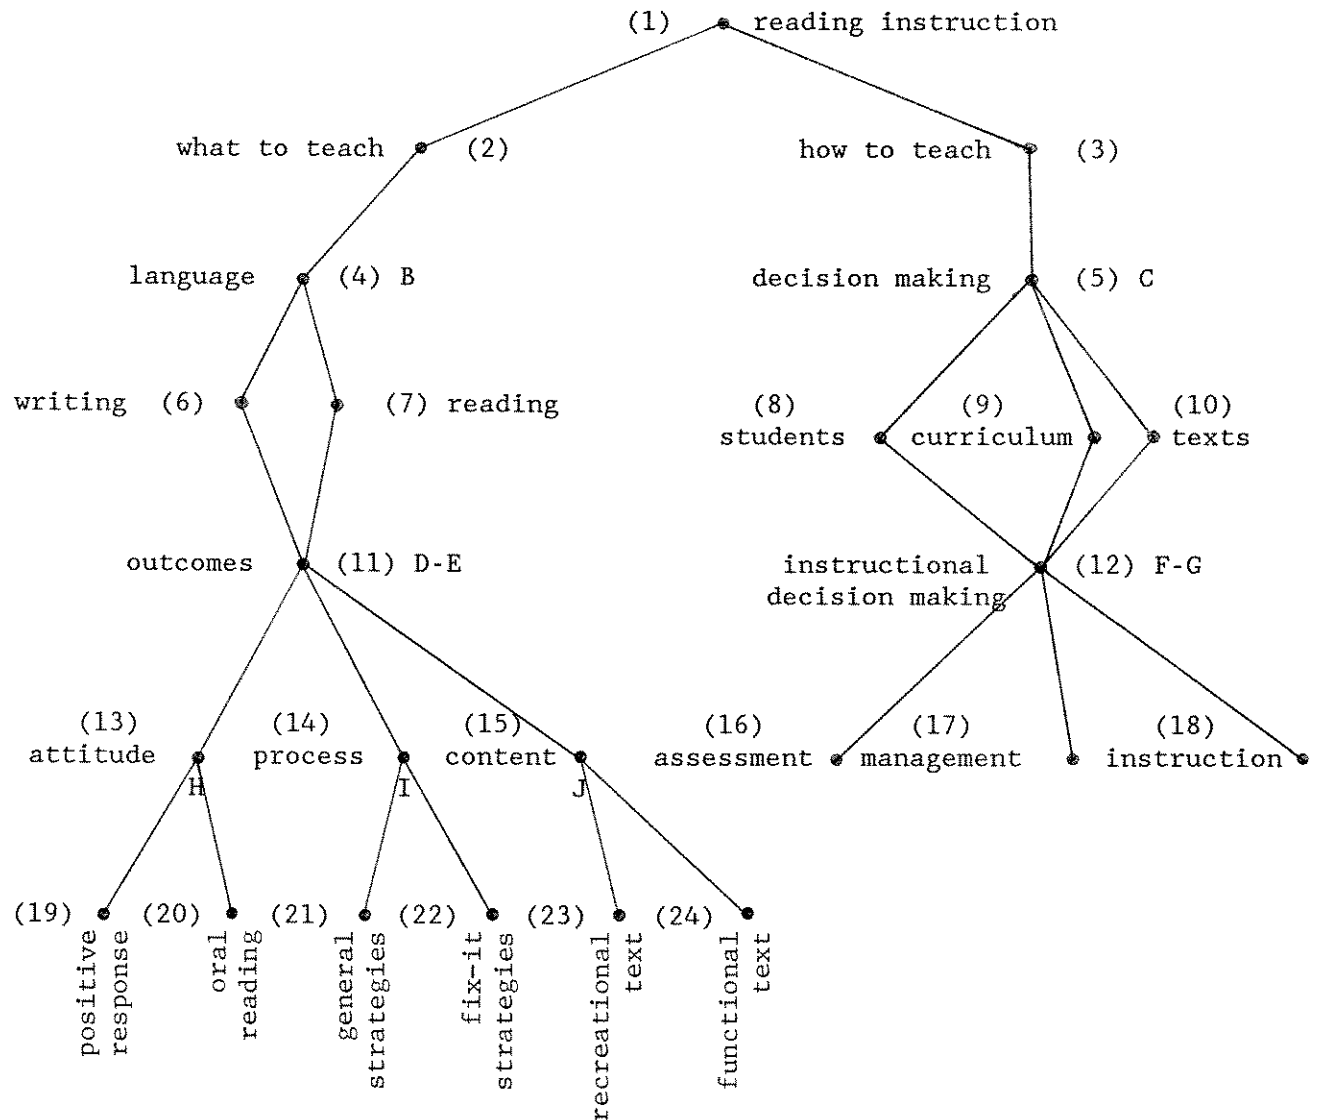 (1) reading instruction
what to teach (2)
how to teach (3)
language (4) B
decision making (5) C
writing (6)
(7) reading
(8)
students
(9)
curriculum
(10)
texts
outcomes (11) D-E
instructional
decision making
(12) F-G
(13)
attitude
H
(14)
process
I
(15)
content
J
(16)
assessment
(17)
management
(18)
instruction
(19)
positive
response
(20)
oral
reading
(21)
general
strategies
(22)
fix-it
strategies
(23)
recreational
text
(24)
functional
text